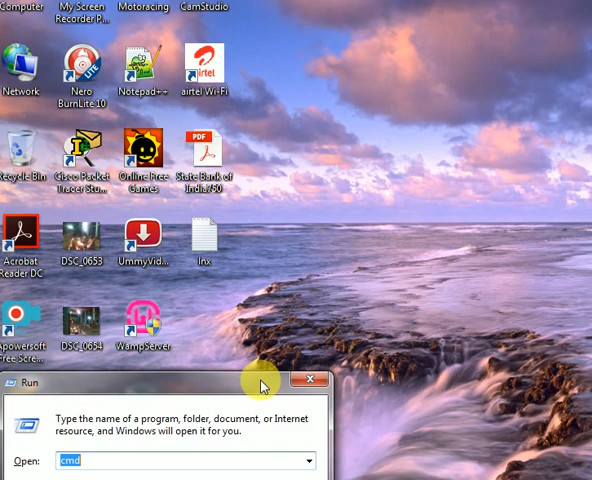 Computer
My Screen
Recorder P...
Motoracing
CamStudio
Network
Nero
BurnLite 10
Notepad++
airtel Wi-Fi
Recycle Bin
Cisco Packet
Tracer Stu...
Online Free
Games
State Bank of
India750
Acrobat
Reader DC
DSC_0653
UmmyVid...
lnx
Apowersoft
Free Scre...
DSC_0654
WampServer
LITE
airtel
PDF
Run
Type the name of a program, folder, document, or Internet
resource, and Windows will open it for you.
Open:
cmd